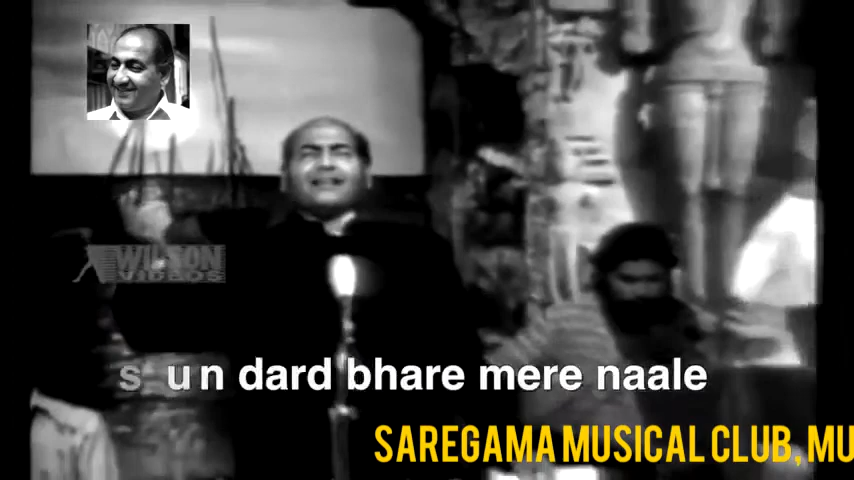 WILSON
VIDEOS
sun dard bhare mere naale
SAREGAMA MUSICAL CLUB, MU